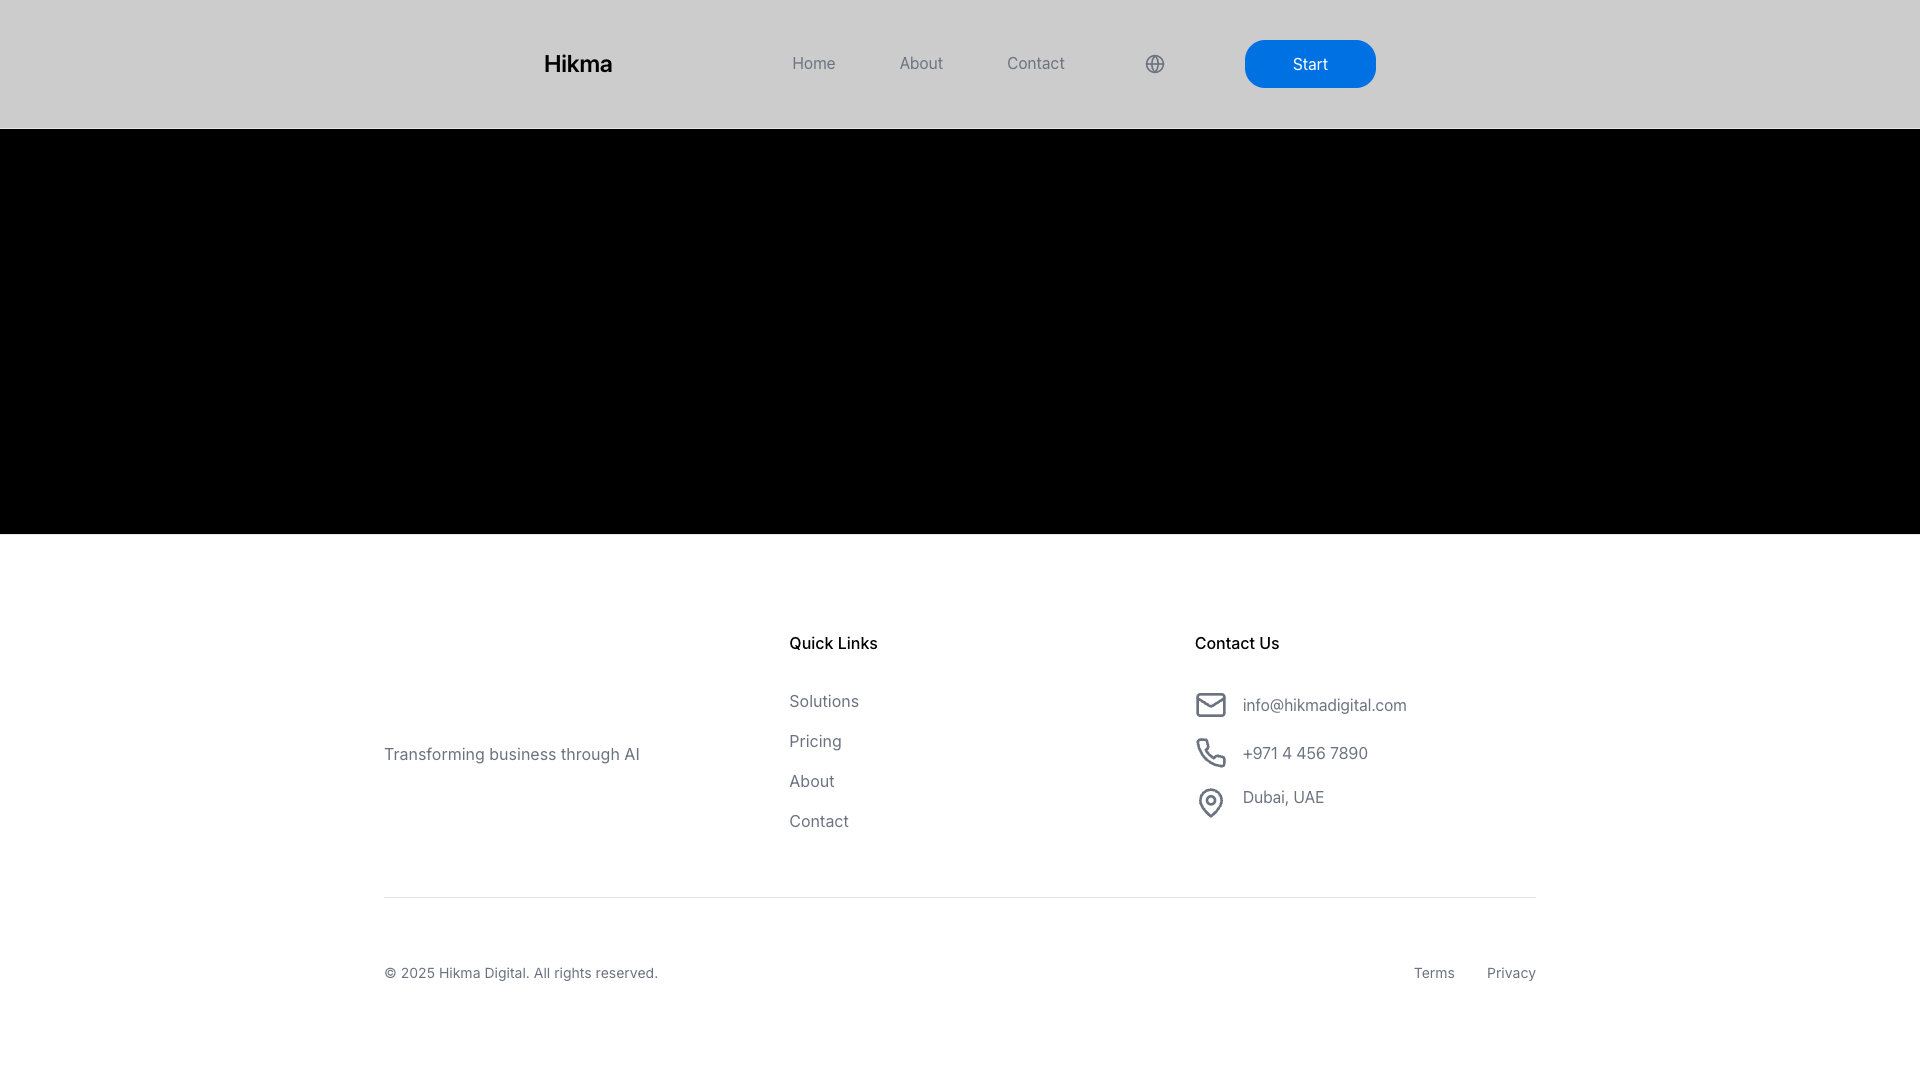 Hikma
Home
About
Contact
Start
Transforming business through AI
Quick Links
Solutions
Pricing
About
Contact
Contact Us
info@hikmadigital.com
+971 4 456 7890
Dubai, UAE
© 2025 Hikma Digital. All rights reserved.
Terms
Privacy